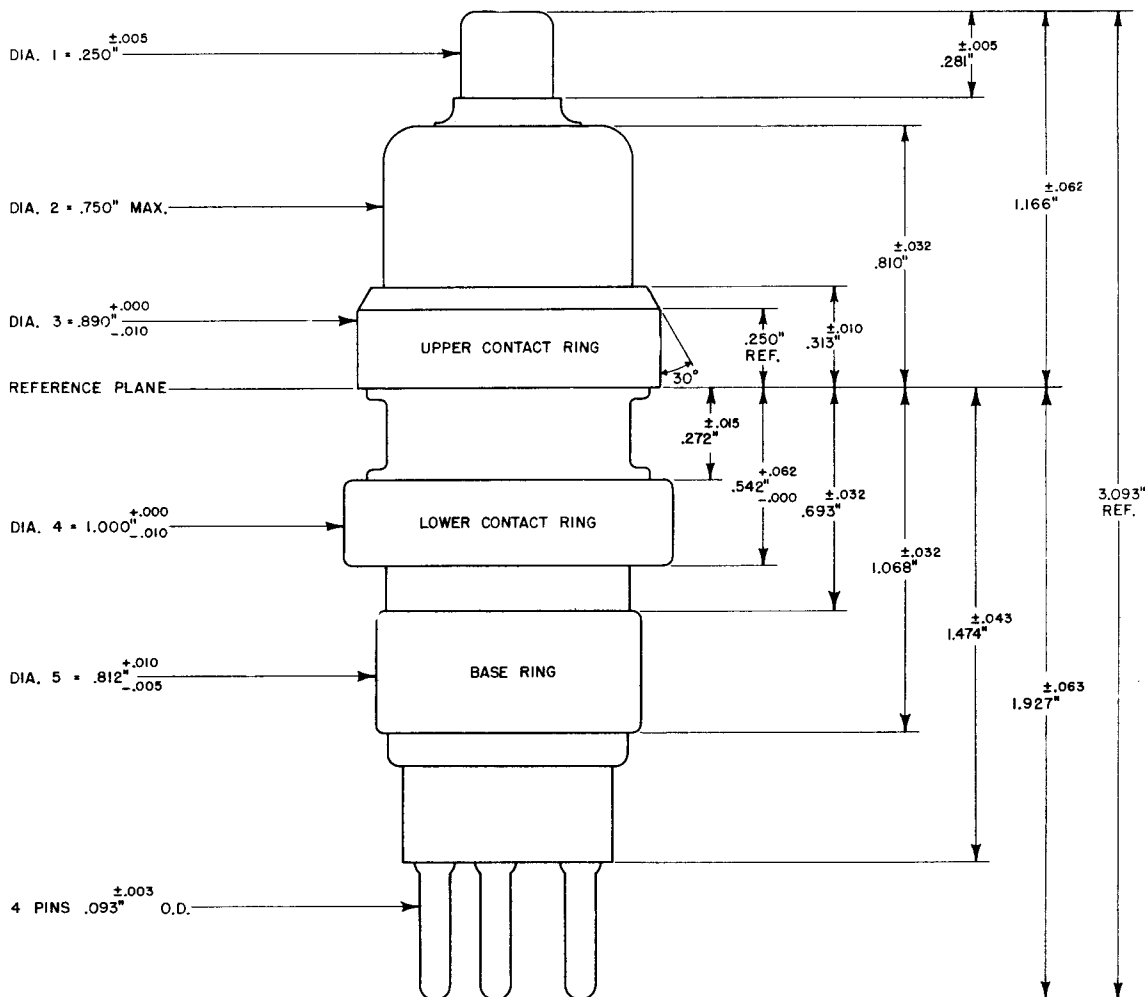 DIA. 1 = .250" ±.005
±.005
.281"
±.062
1.166"
DIA. 2 = .750" MAX.
±.032
.810"
DIA. 3 = .890" +.000 -.010
UPPER CONTACT RING
.250"
REF.
±.010
.313"
30°
REFERENCE PLANE
±.015
.272"
+.062
.542"
-.000
±.032
.693"
3.093"
REF.
DIA. 4 = 1.000" +.000 -.010
LOWER CONTACT RING
±.032
1.068"
±.043
1.474"
DIA. 5 = .812" +.010 -.005
BASE RING
±.063
1.927"
4 PINS .093" ±.003 O.D.